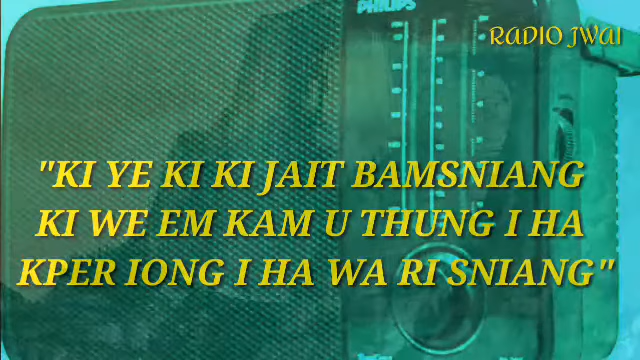 PHILIPS
RADIO JWAI
"KI YE KI KI JAIT BAMSNIANG
KI WE EM KAM U THUNG I HA
KPER IONG I HA WA RI SNIANG"